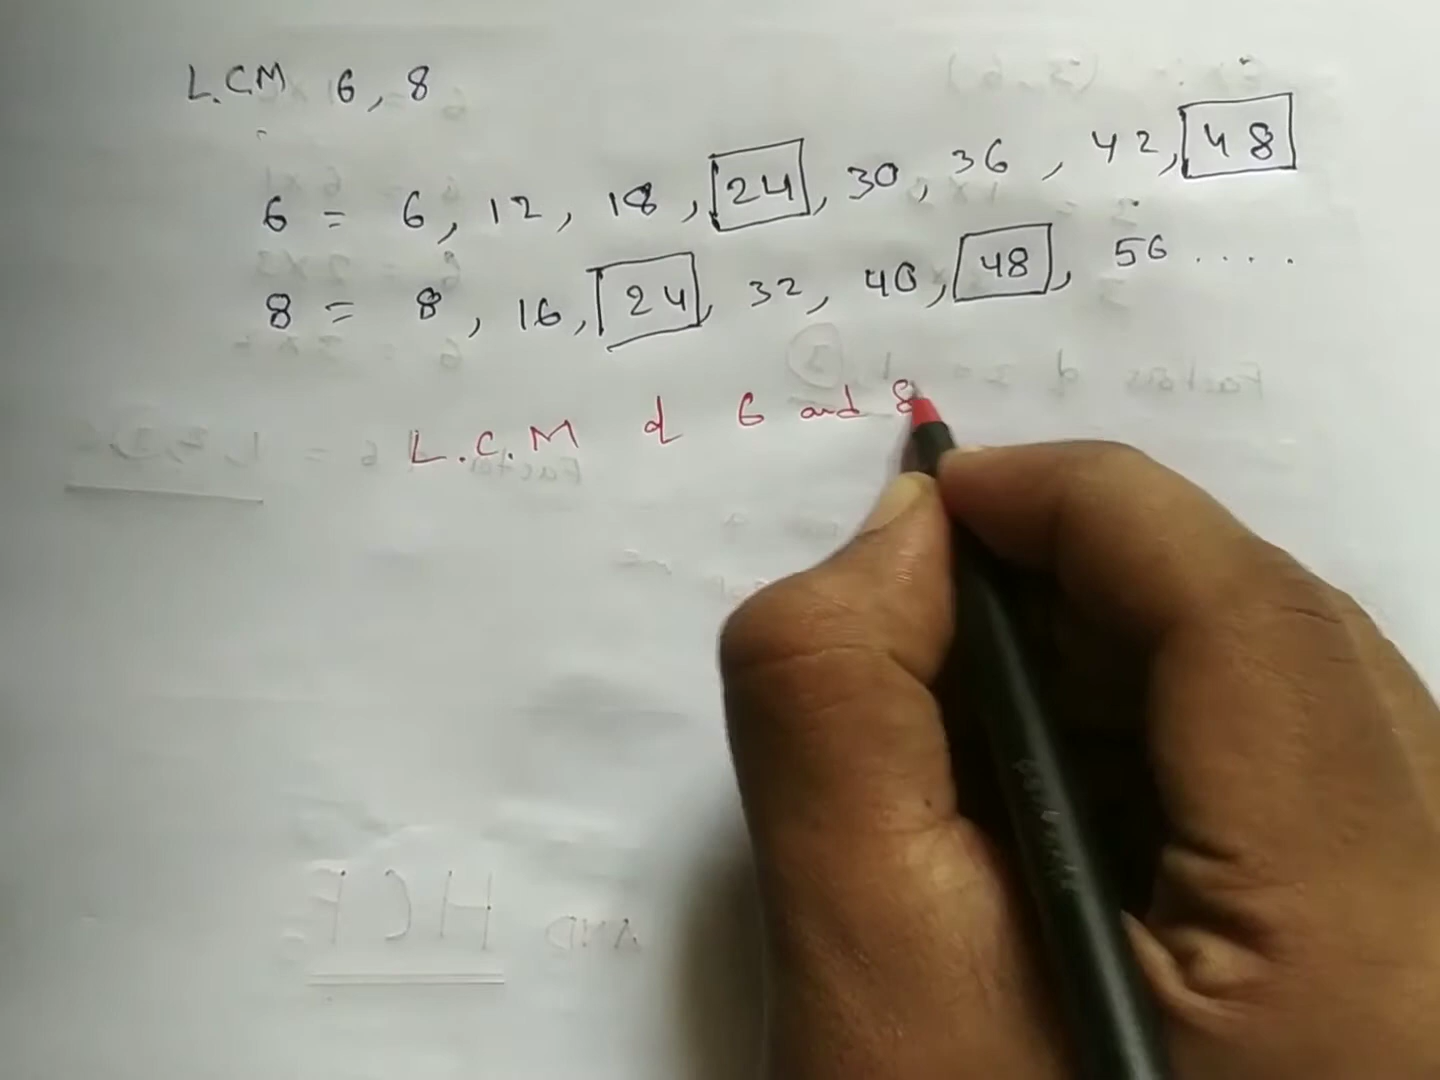 L.C.M 6, 8
6 = 6, 12, 18, 24, 30, 36, 42, 48
8 = 8, 16, 24, 32, 40, 48, 56 ....
L.C.M of 6 and 8